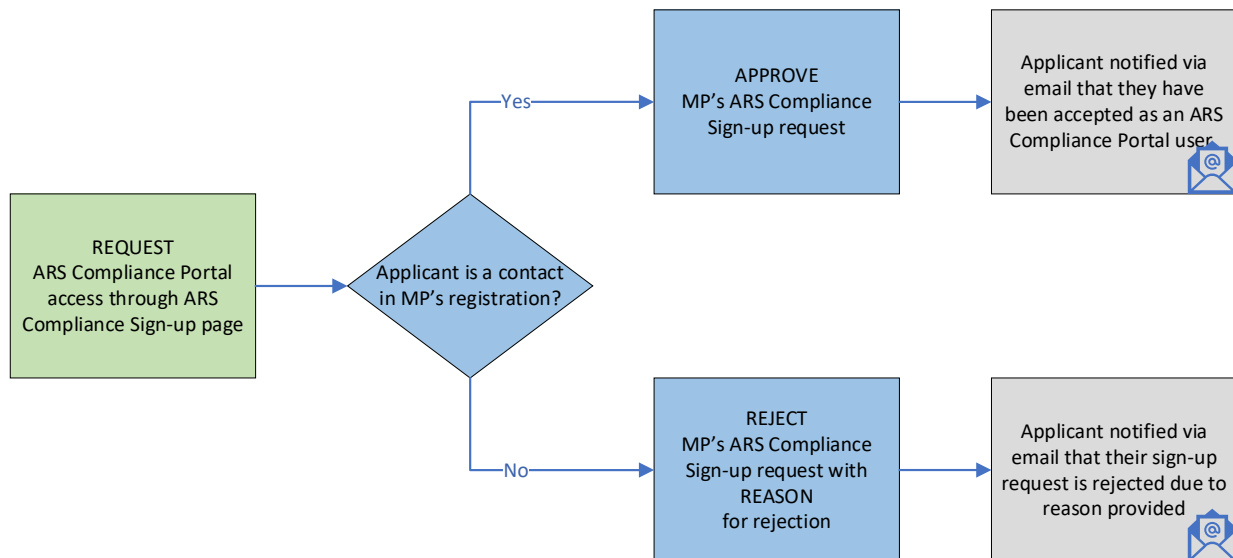 REQUEST
ARS Compliance Portal
access through ARS
Compliance Sign-up page
Applicant is a contact
in MP's registration?
Yes
APPROVE
MP's ARS Compliance
Sign-up request
Applicant notified via
email that they have
been accepted as an ARS
Compliance Portal user
No
REJECT
MP's ARS Compliance
Sign-up request with
REASON
for rejection
Applicant notified via
email that their sign-up
request is rejected due to
reason provided